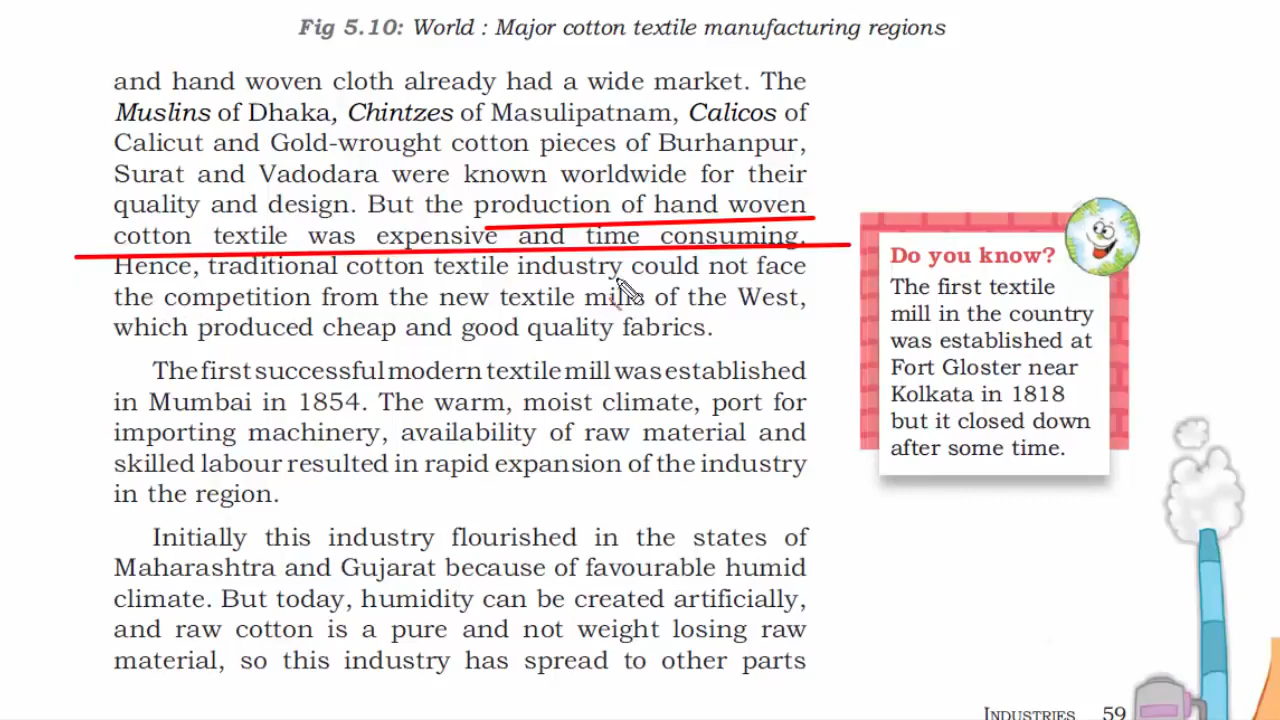 Fig 5.10: World : Major cotton textile manufacturing regions
and hand woven cloth already had a wide market. The
Muslins of Dhaka, Chintzes of Masulipatnam, Calicos of
Calicut and Gold-wrought cotton pieces of Burhanpur,
Surat and Vadodara were known worldwide for their
quality and design. But the production of hand woven
cotton textile was expensive and time consuming.
Hence, traditional cotton textile industry could not face
the competition from the new textile mills of the West,
which produced cheap and good quality fabrics.
The first successful modern textile mill was established
in Mumbai in 1854. The warm, moist climate, port for
importing machinery, availability of raw material and
skilled labour resulted in rapid expansion of the industry
in the region.
Initially this industry flourished in the states of
Maharashtra and Gujarat because of favourable humid
climate. But today, humidity can be created artificially,
and raw cotton is a pure and not weight losing raw
material, so this industry has spread to other parts
Do you know?
The first textile
mill in the country
was established at
Fort Gloster near
Kolkata in 1818
but it closed down
after some time.
INDUSTRIES 59